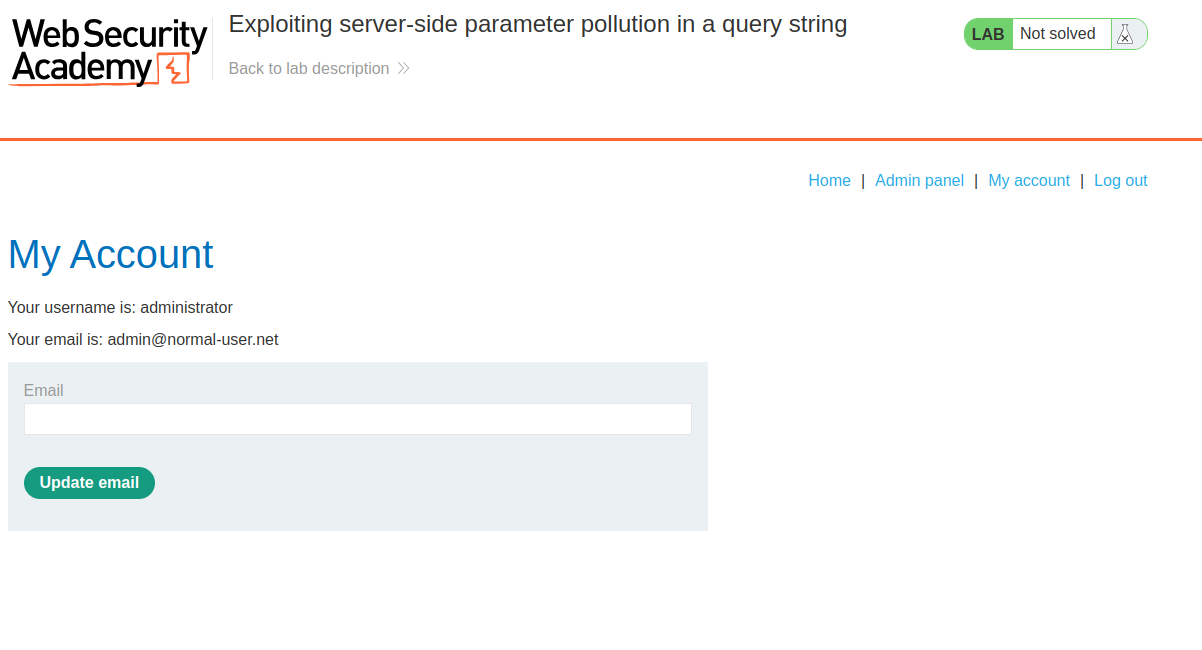 Web Security
Academy
Exploiting server-side parameter pollution in a query string
Back to lab description
LAB Not solved
Home | Admin panel | My account | Log out
My Account
Your username is: administrator
Your email is: admin@normal-user.net
Email
Update email